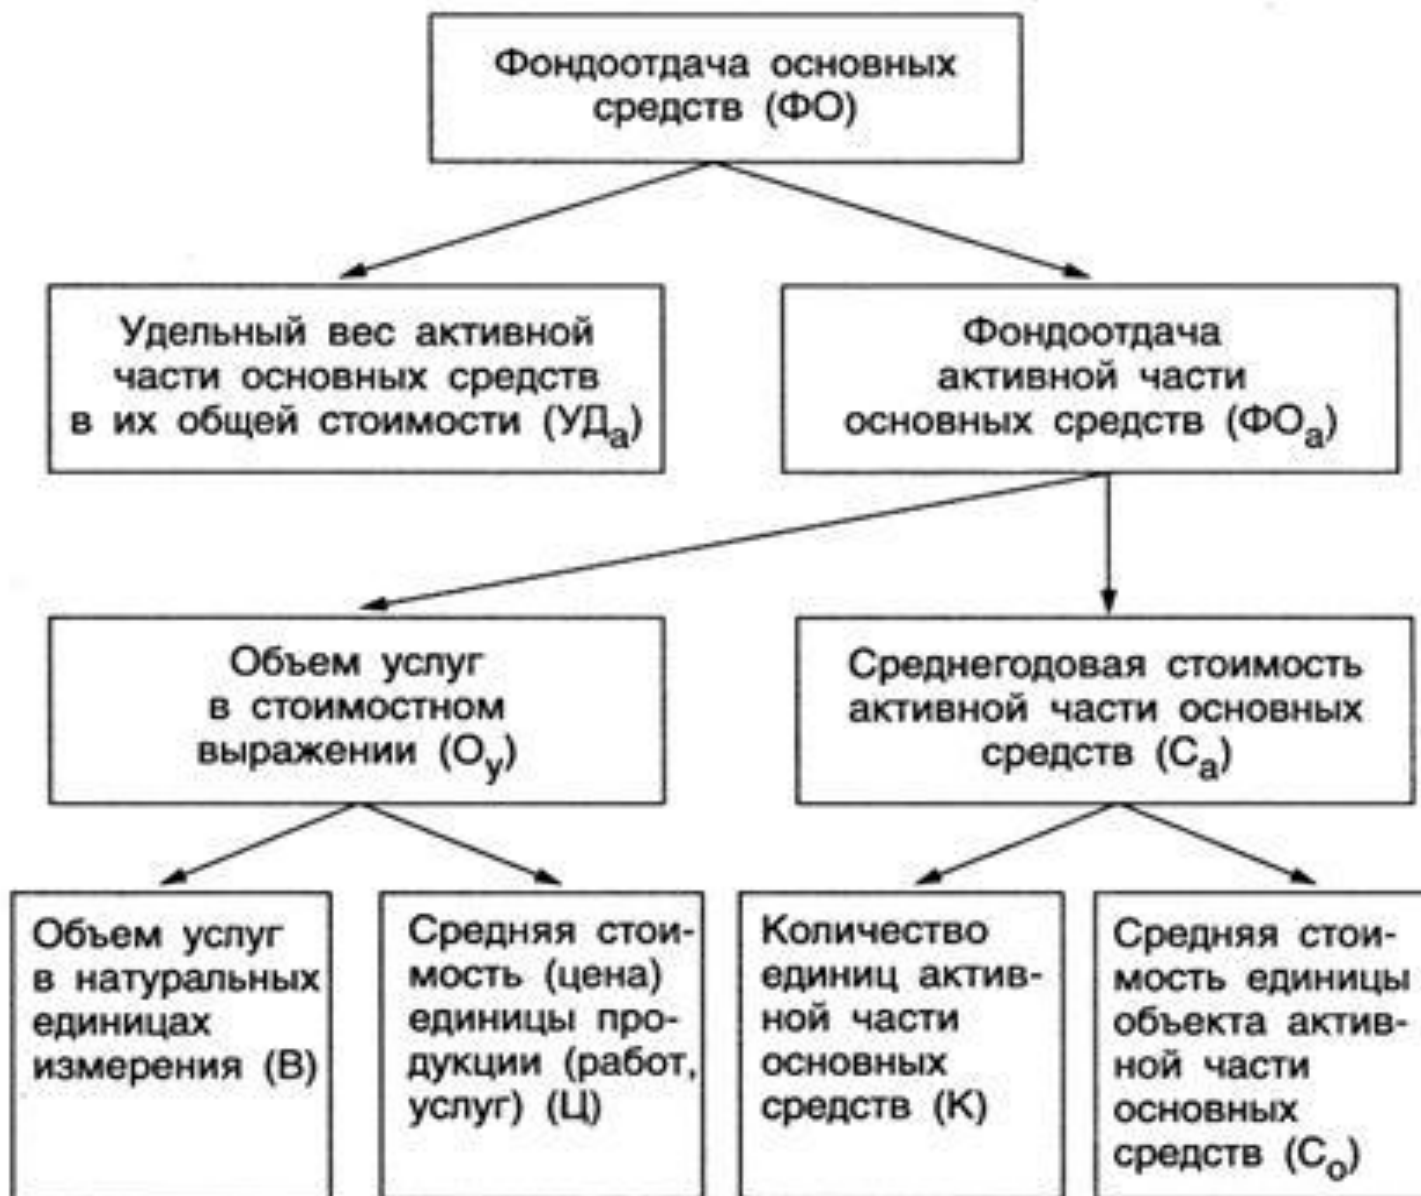 Фондоотдача основных
средств (ФО)
Удельный вес активной
части основных средств
в их общей стоимости (УДа)
Фондоотдача
активной части
основных средств (ФОа)
Объем услуг
в стоимостном
выражении (Оу)
Среднегодовая стоимость
активной части основных
средств (Са)
Объем услуг
в натуральных
единицах
измерения (В)
Средняя стои-
мость (цена)
единицы про-
дукции (работ,
услуг) (Ц)
Количество
единиц актив-
ной части
основных
средств (К)
Средняя стои-
мость единицы
объекта актив-
ной части
основных
средств (Со)